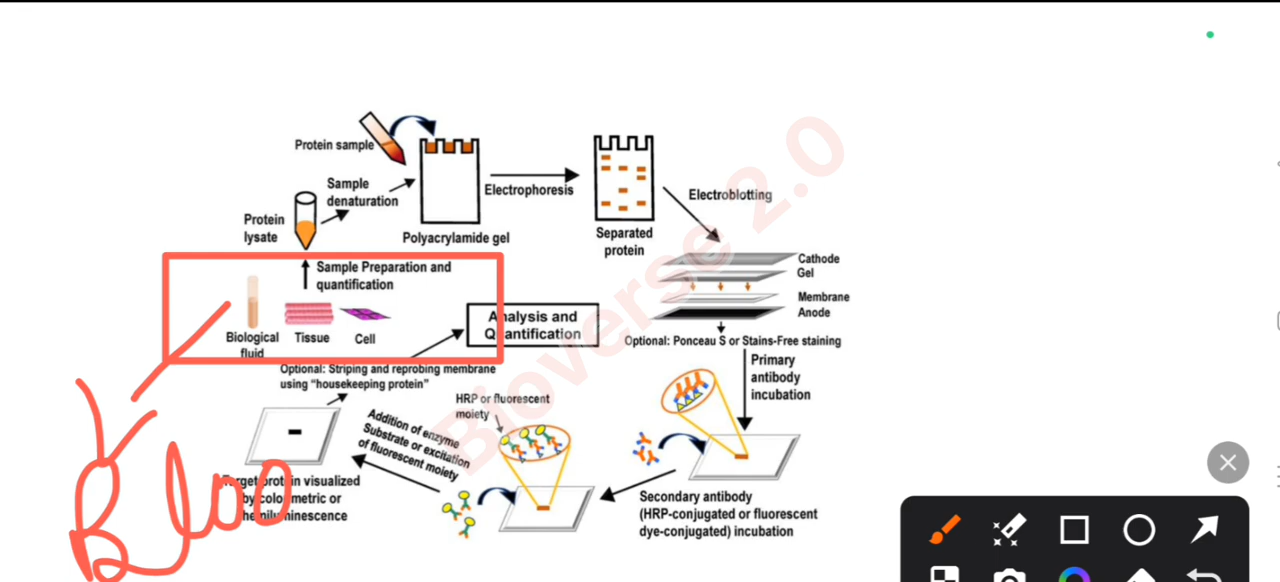 Protein sample
Sample
denaturation
Protein
lysate
Polyacrylamide gel
Electrophoresis
Separated
protein
Electroblotting
Cathode
Gel
Membrane
Anode
Optional: Ponceau S or Stains-Free staining
Primary
antibody
incubation
Secondary antibody
(HRP-conjugated or fluorescent
dye-conjugated) incubation
HRP or fluorescent
moiety
Addition of enzyme
Substrate or excitation
of fluorescent moiety
Target protein visualized
by colormetric or
chemiluminescence
Optional: Striping and reprobing membrane
using “housekeeping protein”
Analysis and
Quantification
Sample Preparation and
quantification
Biological
fluid
Tissue
Cell
Bloo
Bioverse 2.0